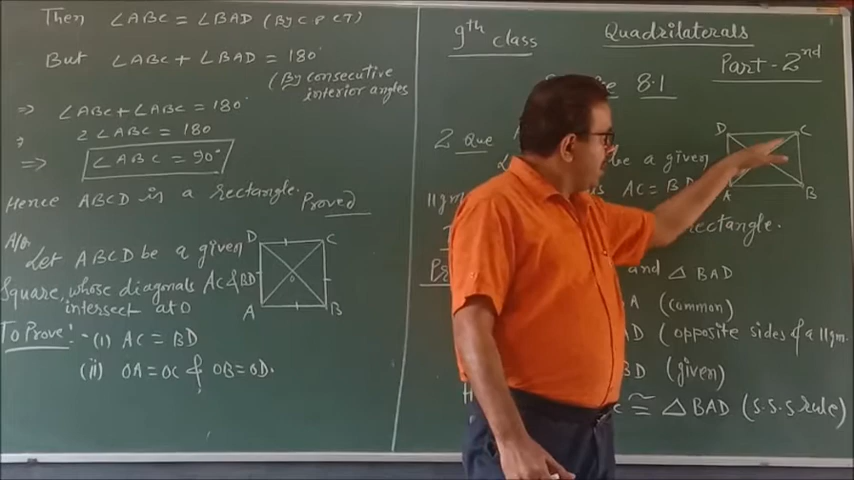 Then ∠ABC = ∠BAD (By C P CT)
But ∠ABC + ∠BAD = 180°
(By consecutive
interior angles)
⇒ ∠ABC + ∠ABC = 180°
2 ∠ABC = 180
⇒ ∠ABC = 90°
Hence ABCD is a rectangle.
Proved
Let ABCD be a given
Square, whose diagonals AC & BD
intersect at O
D C
O
A B
To Prove:- (i) AC = BD
(ii) OA = OC & OB = OD.
9th class
Quadrilaterals
Part - 2nd
8.1
2 Que
be a given
D C
A B
llgm
AC = B
rectangle.
and △ BAD
(common)
(opposite sides of a llgm.
BD (given)
≅ △ BAD (S.S.S rule)